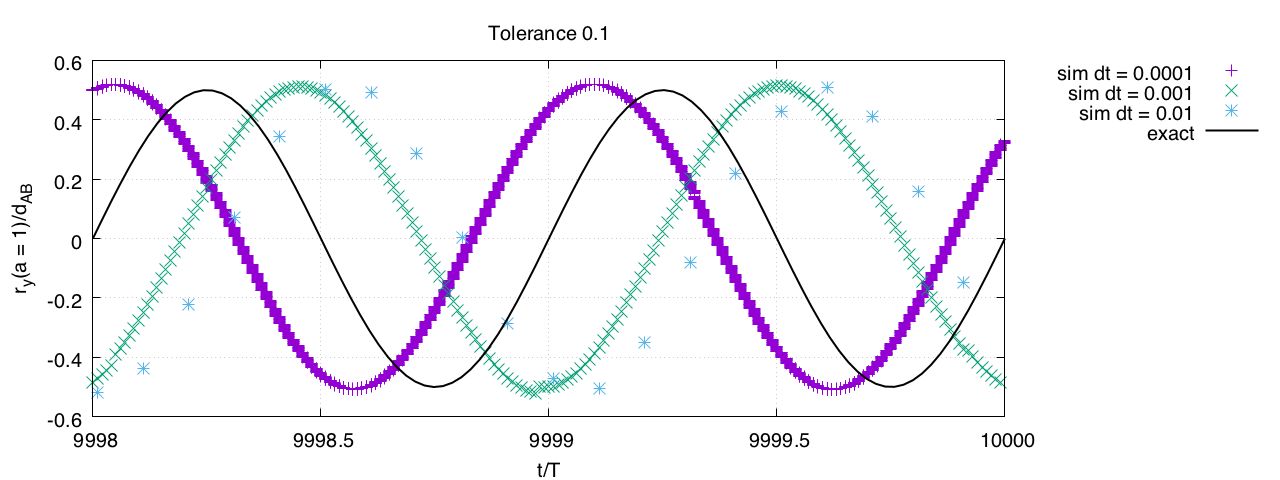 Tolerance 0.1
sim dt = 0.0001
sim dt = 0.001
sim dt = 0.01
exact
0.6
0.4
0.2
0
-0.2
-0.4
-0.6
r_y(a = 1)/d_AB
9998 9998.5 9999 9999.5 10000
t/T